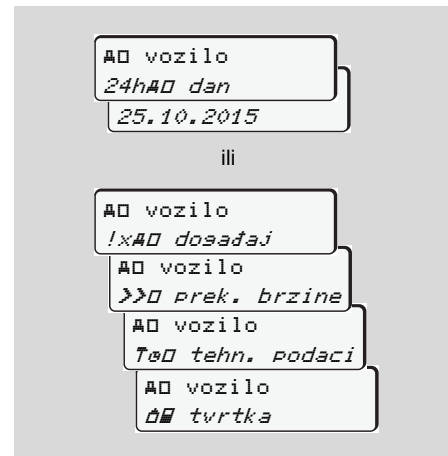 A□ vozilo
24hA□ dan
25.10.2015
ili
A□ vozilo
!xA□ događaj
A□ vozilo
>>□ prek. brzine
A□ vozilo
T⊙□ tehn. podaci
A□ vozilo
tvrtka